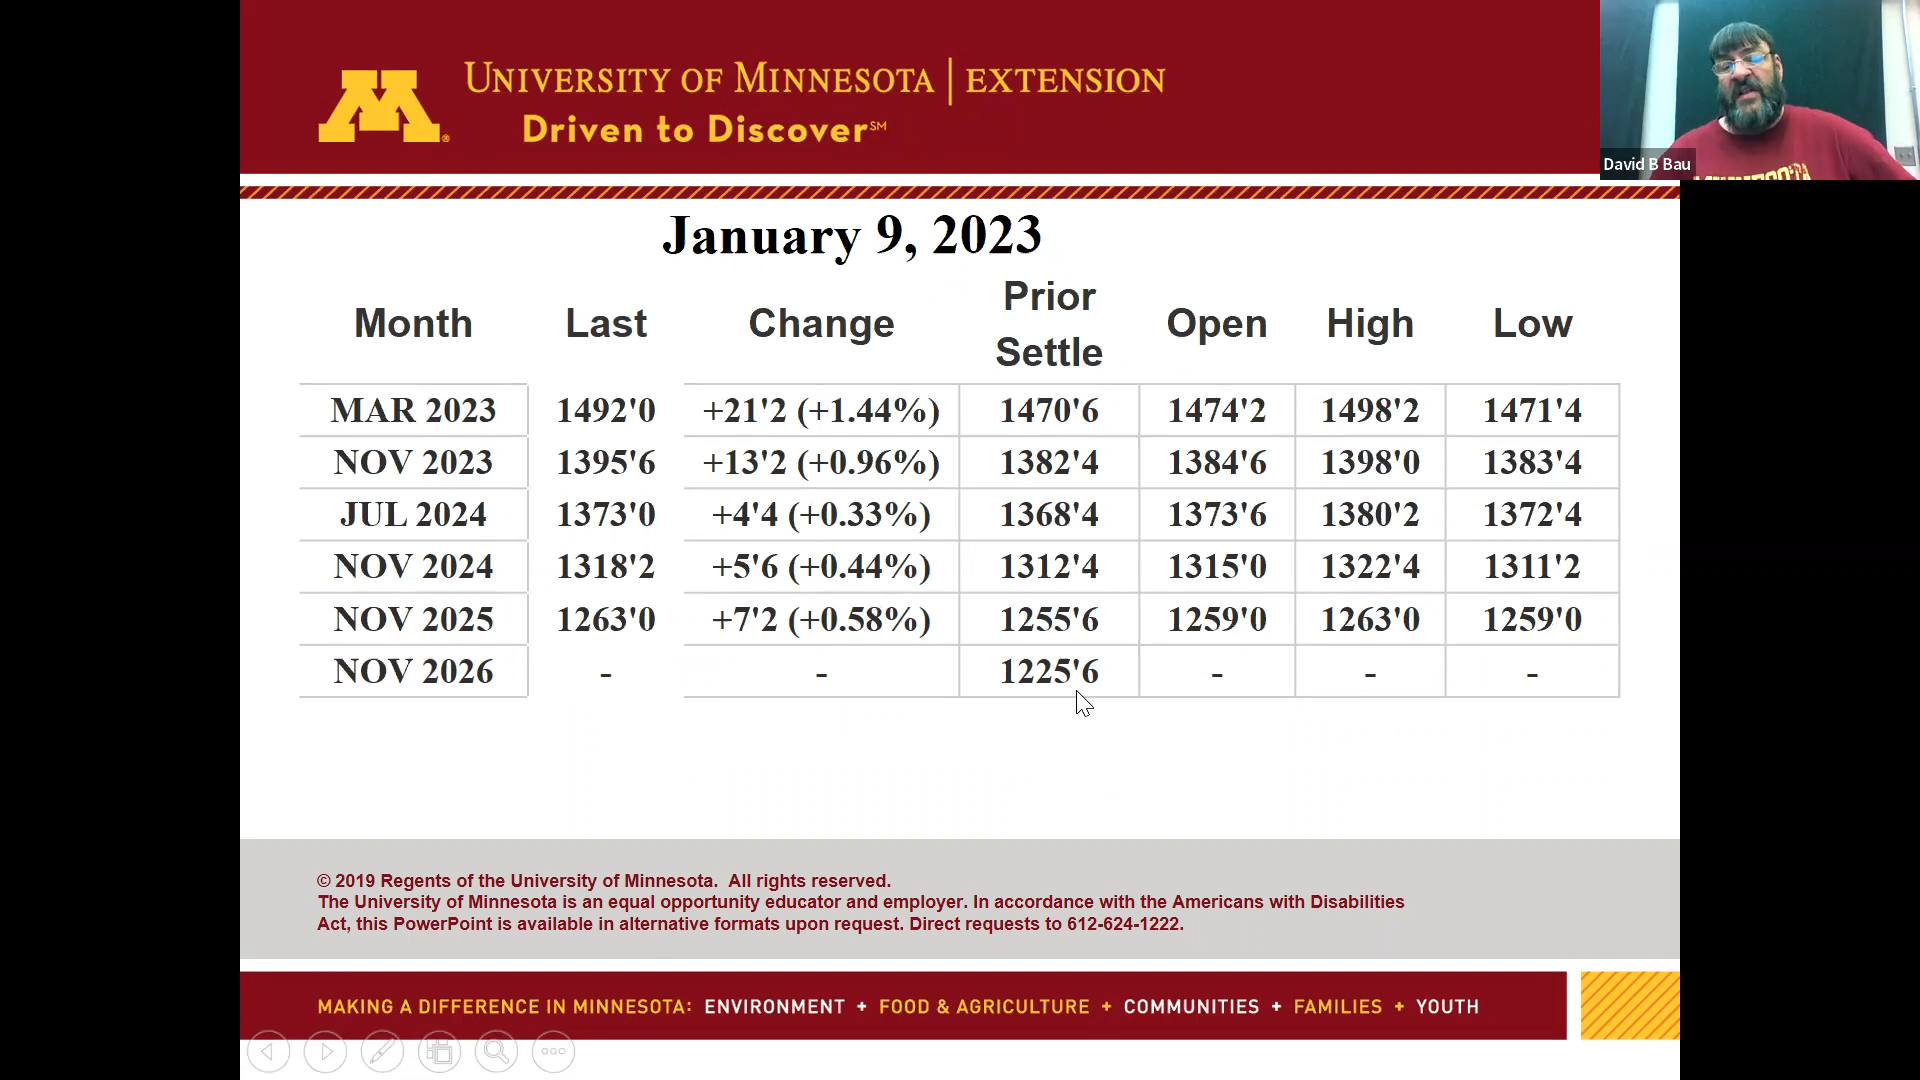 UNIVERSITY OF MINNESOTA | EXTENSION
Driven to Discover℠
David B Bau
January 9, 2023
Month Last Change Prior Settle Open High Low
MAR 2023 1492'0 +21'2 (+1.44%) 1470'6 1474'2 1498'2 1471'4
NOV 2023 1395'6 +13'2 (+0.96%) 1382'4 1384'6 1398'0 1383'4
JUL 2024 1373'0 +4'4 (+0.33%) 1368'4 1373'6 1380'2 1372'4
NOV 2024 1318'2 +5'6 (+0.44%) 1312'4 1315'0 1322'4 1311'2
NOV 2025 1263'0 +7'2 (+0.58%) 1255'6 1259'0 1263'0 1259'0
NOV 2026 - - 1225'6 - - -
© 2019 Regents of the University of Minnesota.  All rights reserved.
The University of Minnesota is an equal opportunity educator and employer. In accordance with the Americans with Disabilities
Act, this PowerPoint is available in alternative formats upon request. Direct requests to 612-624-1222.
MAKING A DIFFERENCE IN MINNESOTA: ENVIRONMENT + FOOD & AGRICULTURE + COMMUNITIES + FAMILIES + YOUTH